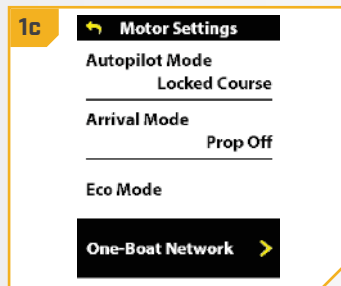 1c
Motor Settings
Autopilot Mode
Locked Course
Arrival Mode
Prop Off
Eco Mode
One-Boat Network